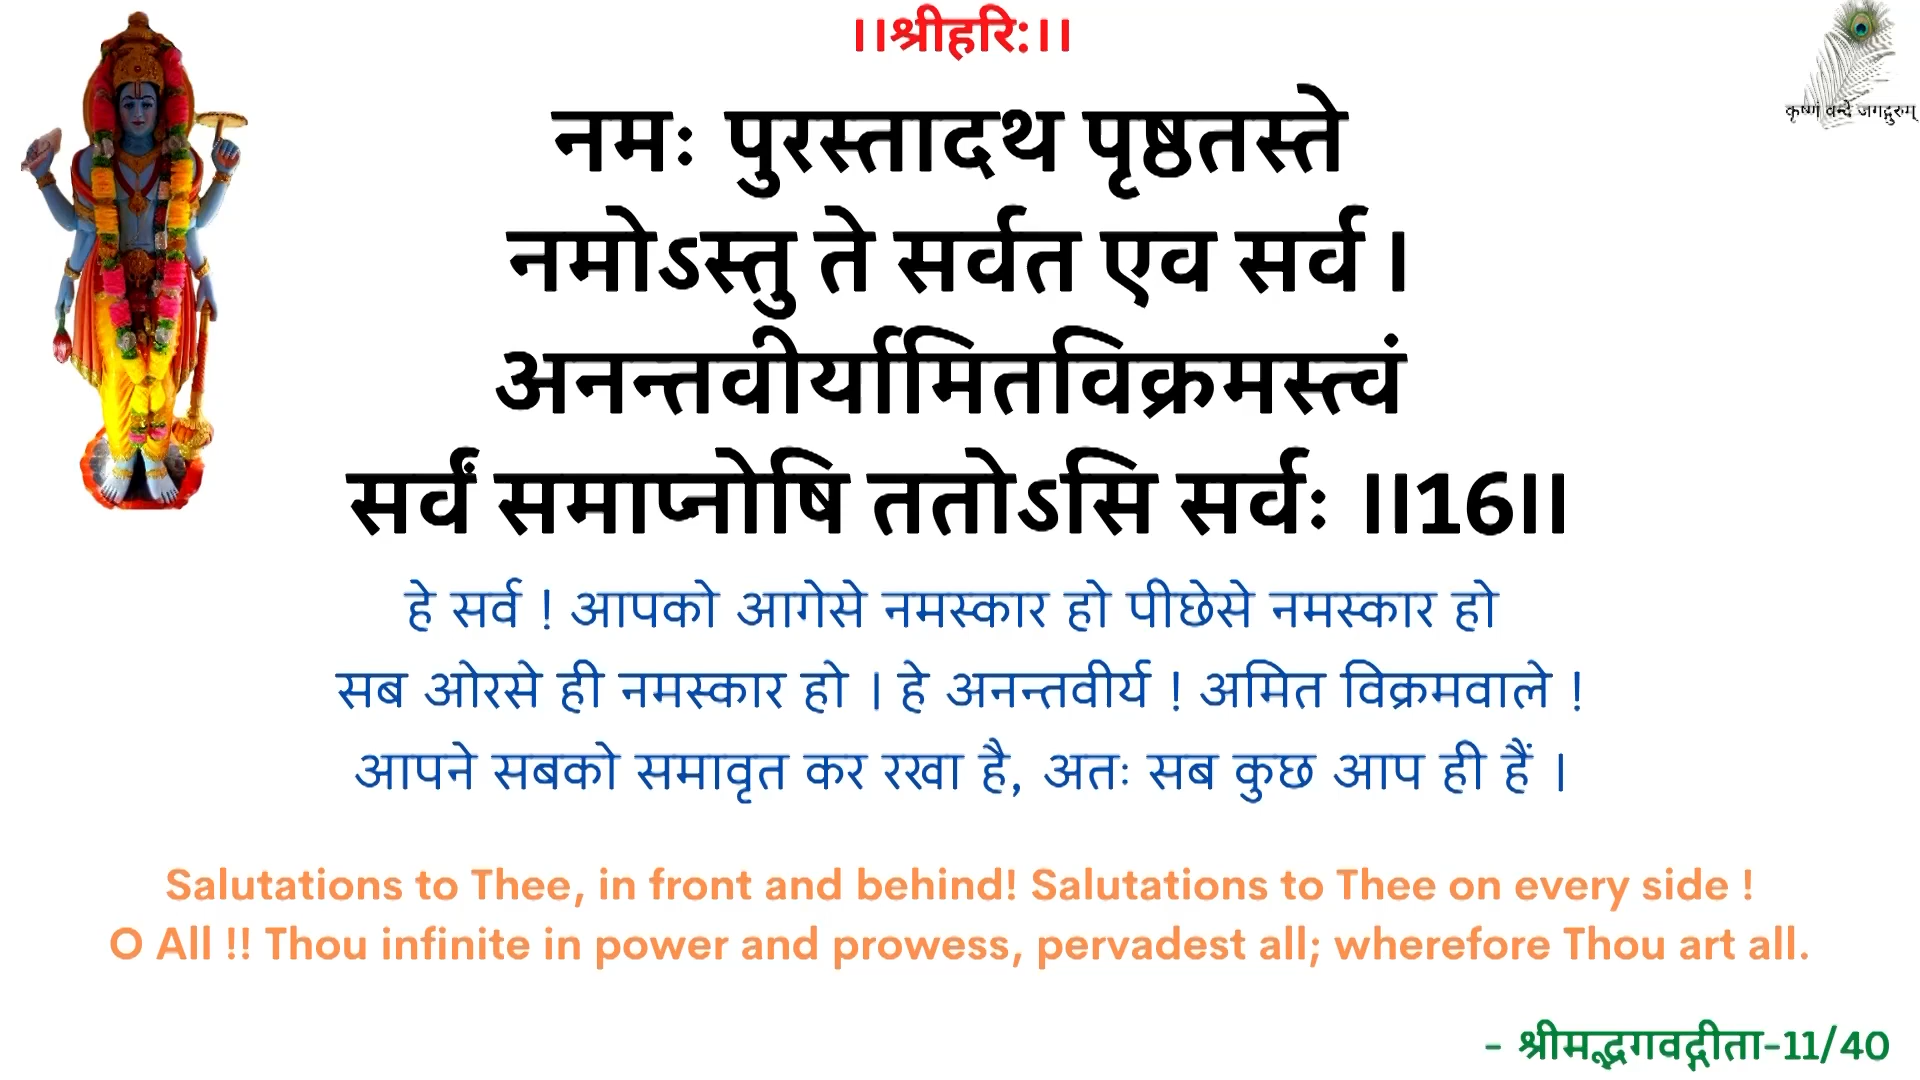 ।।श्रीहरि:।।
कृष्णं वन्दे जगद्गुरुम्
नमः पुरस्तादथ पृष्ठतस्ते
नमोऽस्तु ते सर्वत एव सर्व ।
अनन्तवीर्यामितविक्रमस्त्वं
सर्वं समाप्नोषि ततोऽसि सर्वः ॥16॥
हे सर्व ! आपको आगेसे नमस्कार हो पीछेसे नमस्कार हो
सब ओरसे ही नमस्कार हो । हे अनन्तवीर्य ! अमित विक्रमवाले !
आपने सबको समावृत कर रखा है, अतः सब कुछ आप ही हैं ।
Salutations to Thee, in front and behind! Salutations to Thee on every side !
O All !! Thou infinite in power and prowess, pervadest all; wherefore Thou art all.
- श्रीमद्भगवद्गीता-11/40